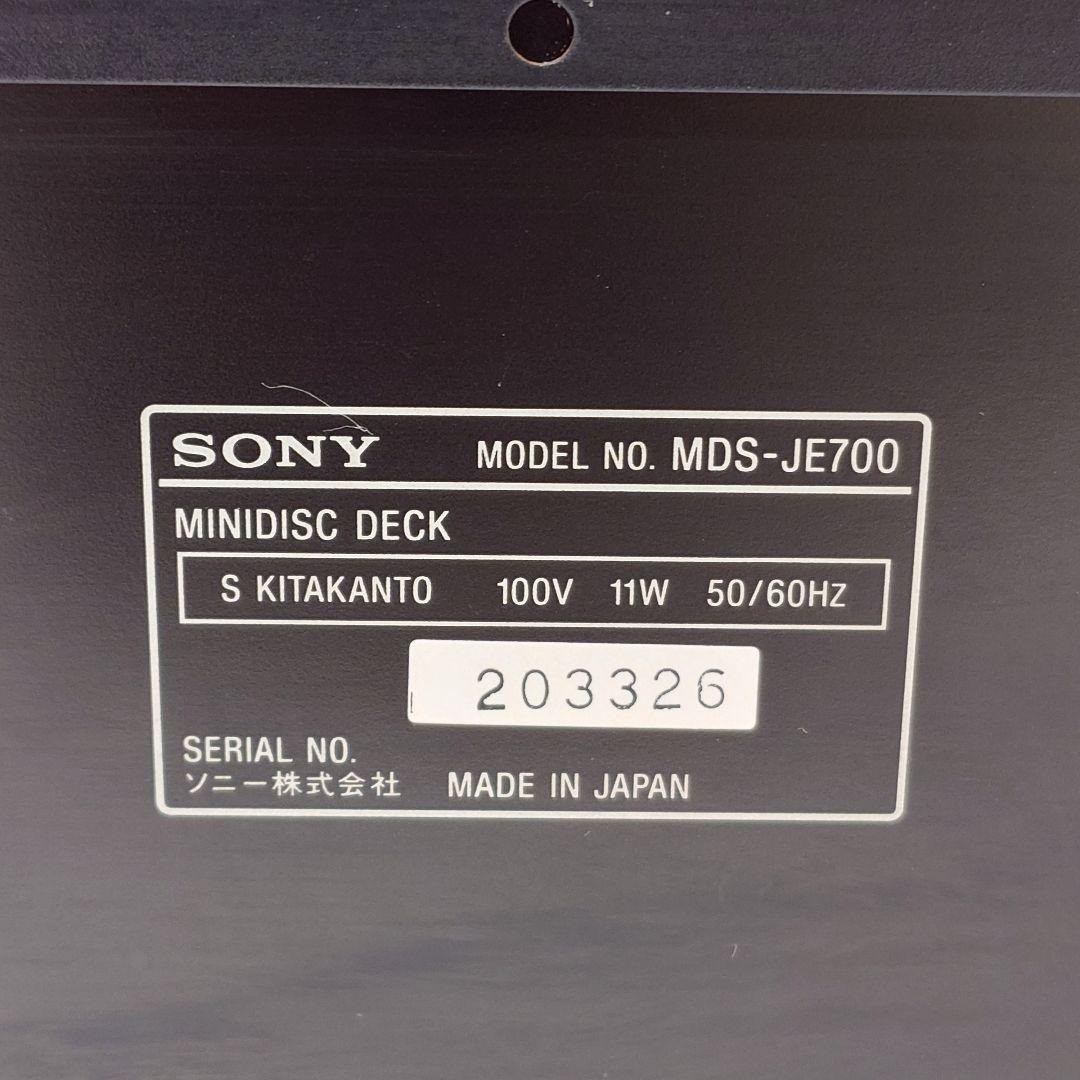 SONY MODEL NO. MDS-JE700
MINIDISC DECK
S KITAKANTO 100V 11W 50/60HZ
203326
SERIAL NO.
ソニー株式会社 MADE IN JAPAN